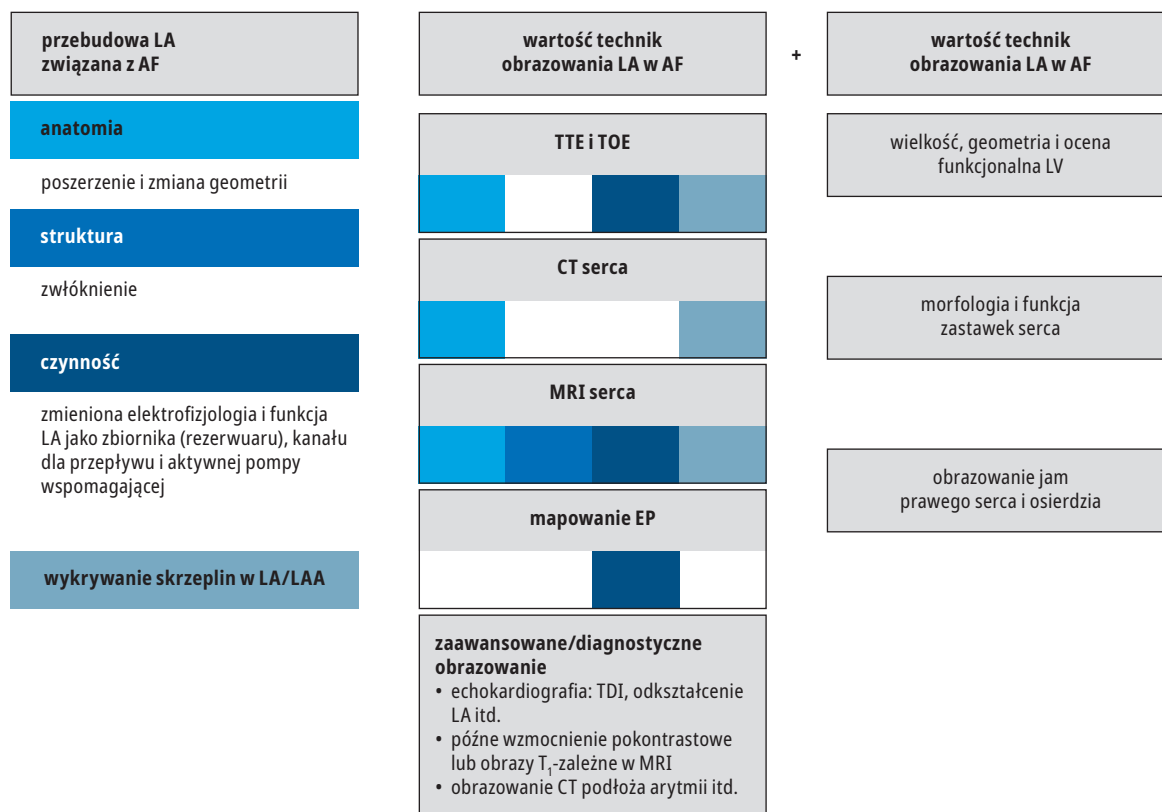 przebudowa LA
związana z AF
anatomia
poszerzenie i zmiana geometrii
struktura
zwłóknienie
czynność
zmieniona elektrofizjologia i funkcja
LA jako zbiornika (rezerwuaru), kanału
dla przepływu i aktywnej pompy
wspomagającej
wykrywanie skrzeplin w LA/LAA
wartość technik
obrazowania LA w AF
TTE i TOE
CT serca
MRI serca
mapowanie EP
zaawansowane/diagnostyczne
obrazowanie
• echokardiografia: TDI, odkształcenie
LA itd.
• późne wzmocnienie pokontrastowe
lub obrazy T₁-zależne w MRI
• obrazowanie CT podłoża arytmii itd.
+
wartość technik
obrazowania LA w AF
wielkość, geometria i ocena
funkcjonalna LV
morfologia i funkcja
zastawek serca
obrazowanie jam
prawego serca i osierdzia